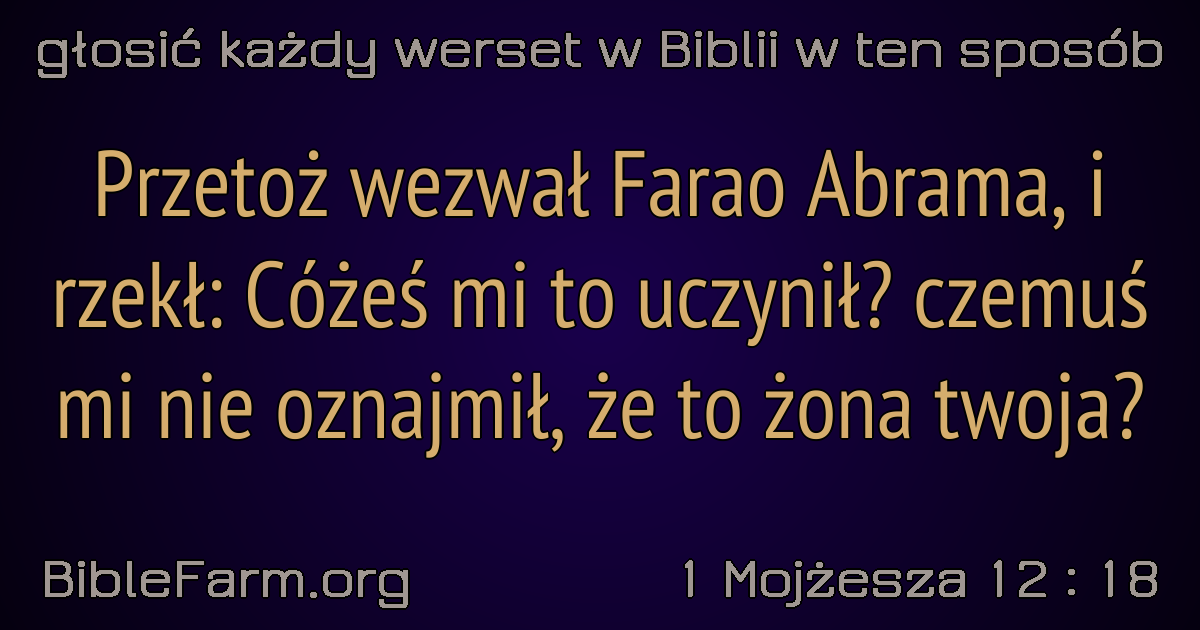 głosić każdy werset w Biblii w ten sposób
Przetoż wezwał Farao Abrama, i
rzekł: Cóżeś mi to uczynił? czemuś
mi nie oznajmił, że to żona twoja?
BibleFarm.org
1 Mojżesza 12 : 18